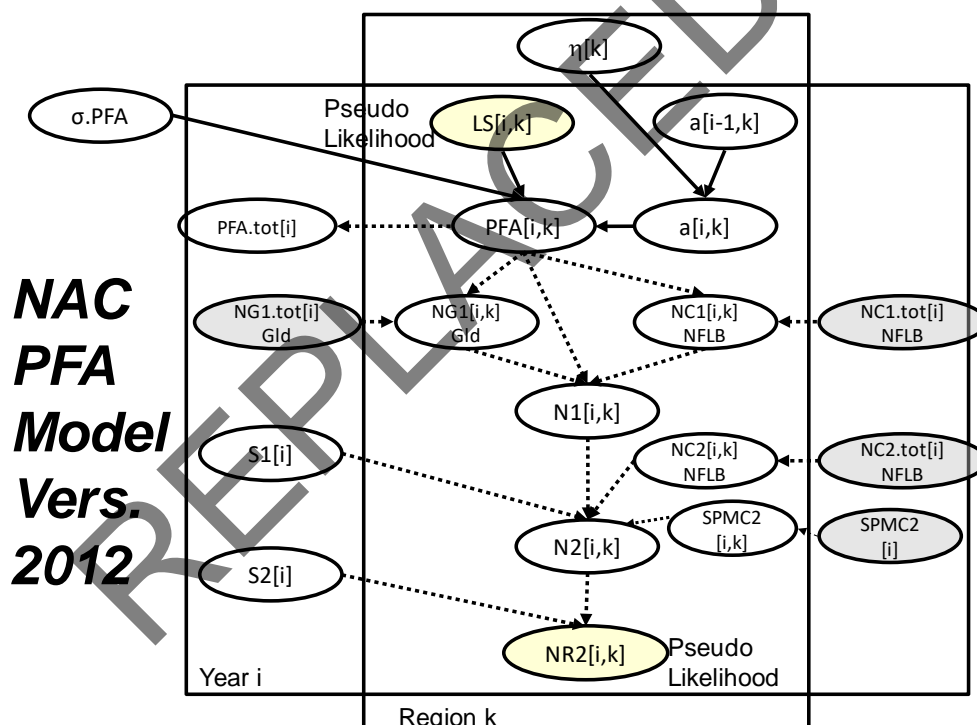 η[k]
σ.PFA
Pseudo
Likelihood
LS[i,k]
a[i-1,k]
PFA.tot[i]
PFA[i,k]
a[i,k]
NAC
PFA
Model
Vers.
2012
NG1.tot[i]
Gld
NG1[i,k]
Gld
NC1[i,k]
NFLB
NC1.tot[i]
NFLB
N1[i,k]
S1[i]
NC2[i,k]
NFLB
NC2.tot[i]
NFLB
SPMC2
[i,k]
SPMC2
[i]
N2[i,k]
S2[i]
NR2[i,k]
Pseudo
Likelihood
Year i
Region k
REPLACED